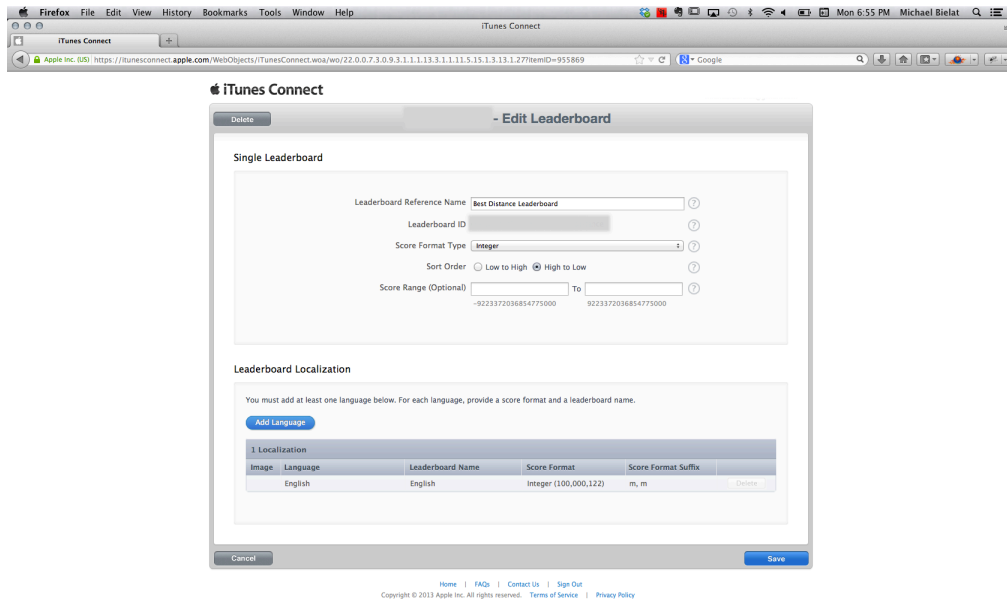 Firefox File Edit View History Bookmarks Tools Window Help Mon 6:55 PM Michael Bielat
iTunes Connect
iTunes Connect
Apple Inc. (US) https://itunesconnect.apple.com/WebObjects/iTunesConnect.woa/wo/22.0.0.7.3.0.9.3.1.1.1.13.3.1.1.11.5.15.1.3.13.1.27?itemID=955869 Google
iTunes Connect
Delete - Edit Leaderboard
Single Leaderboard
Leaderboard Reference Name Best Distance Leaderboard ?
Leaderboard ID ?
Score Format Type Integer ?
Sort Order Low to High High to Low ?
Score Range (Optional) To ?
-9223372036854775000 9223372036854775000
Leaderboard Localization
You must add at least one language below. For each language, provide a score format and a leaderboard name.
Add Language
1 Localization
Image Language Leaderboard Name Score Format Score Format Suffix
English English Integer (100,000,122) m, m Delete
Cancel Save
Home | FAQs | Contact Us | Sign Out
Copyright © 2013 Apple Inc. All rights reserved. Terms of Service | Privacy Policy